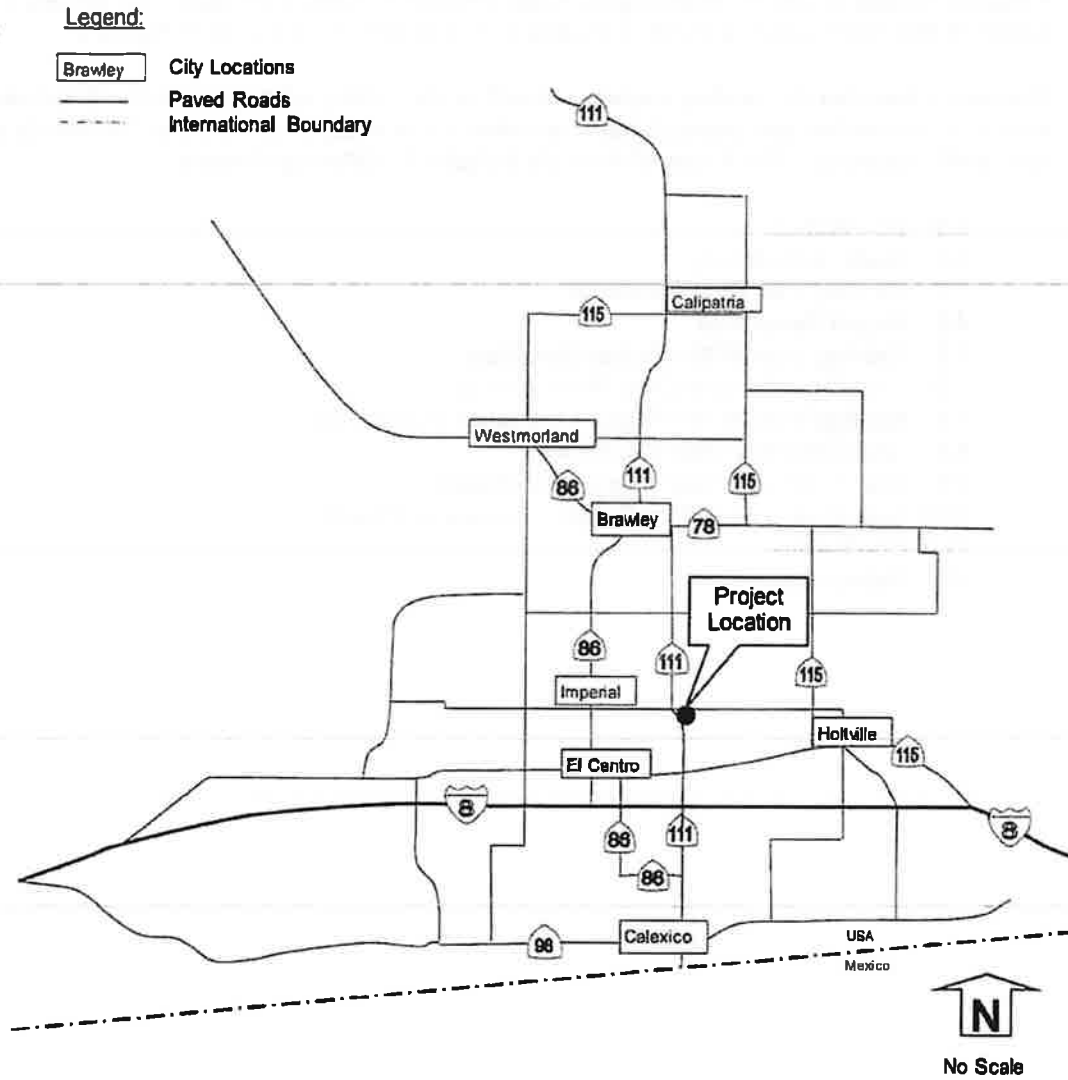 Legend:
Brawley City Locations
Paved Roads
International Boundary
111
Calipatria
115
Westmorland
86
111
115
Brawley
78
Project
Location
86
111
115
Imperial
Holtville
115
El Centro
8
8
86
111
86
98
Calexico
USA
Mexico
N
No Scale